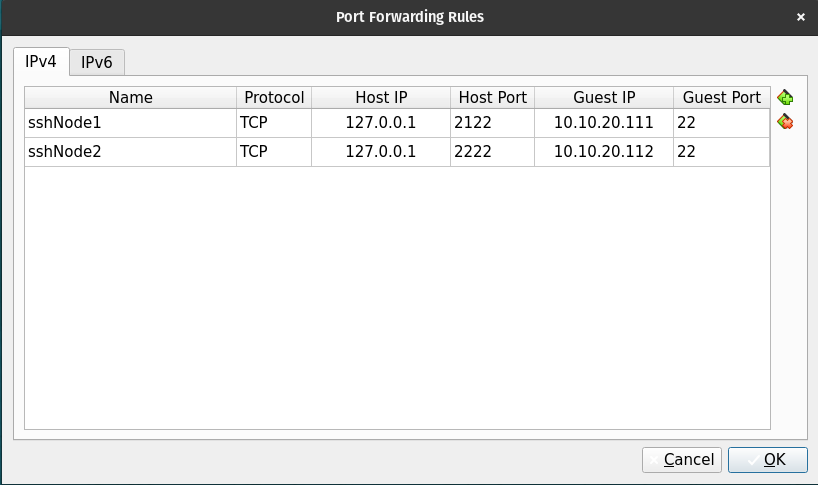 Port Forwarding Rules ×
IPv4 IPv6
Name Protocol Host IP Host Port Guest IP Guest Port
sshNode1 TCP 127.0.0.1 2122 10.10.20.111 22
sshNode2 TCP 127.0.0.1 2222 10.10.20.112 22
Cancel OK